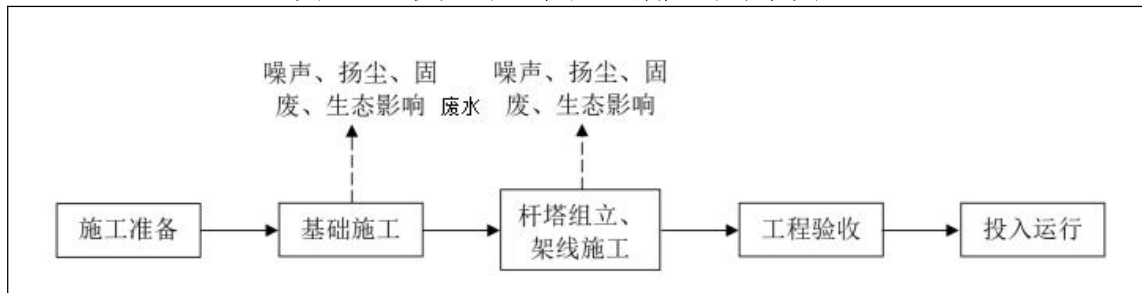 噪声、扬尘、固
废、生态影响
废水
噪声、扬尘、固
废、生态影响
施工准备
基础施工
杆塔组立、
架线施工
工程验收
投入运行